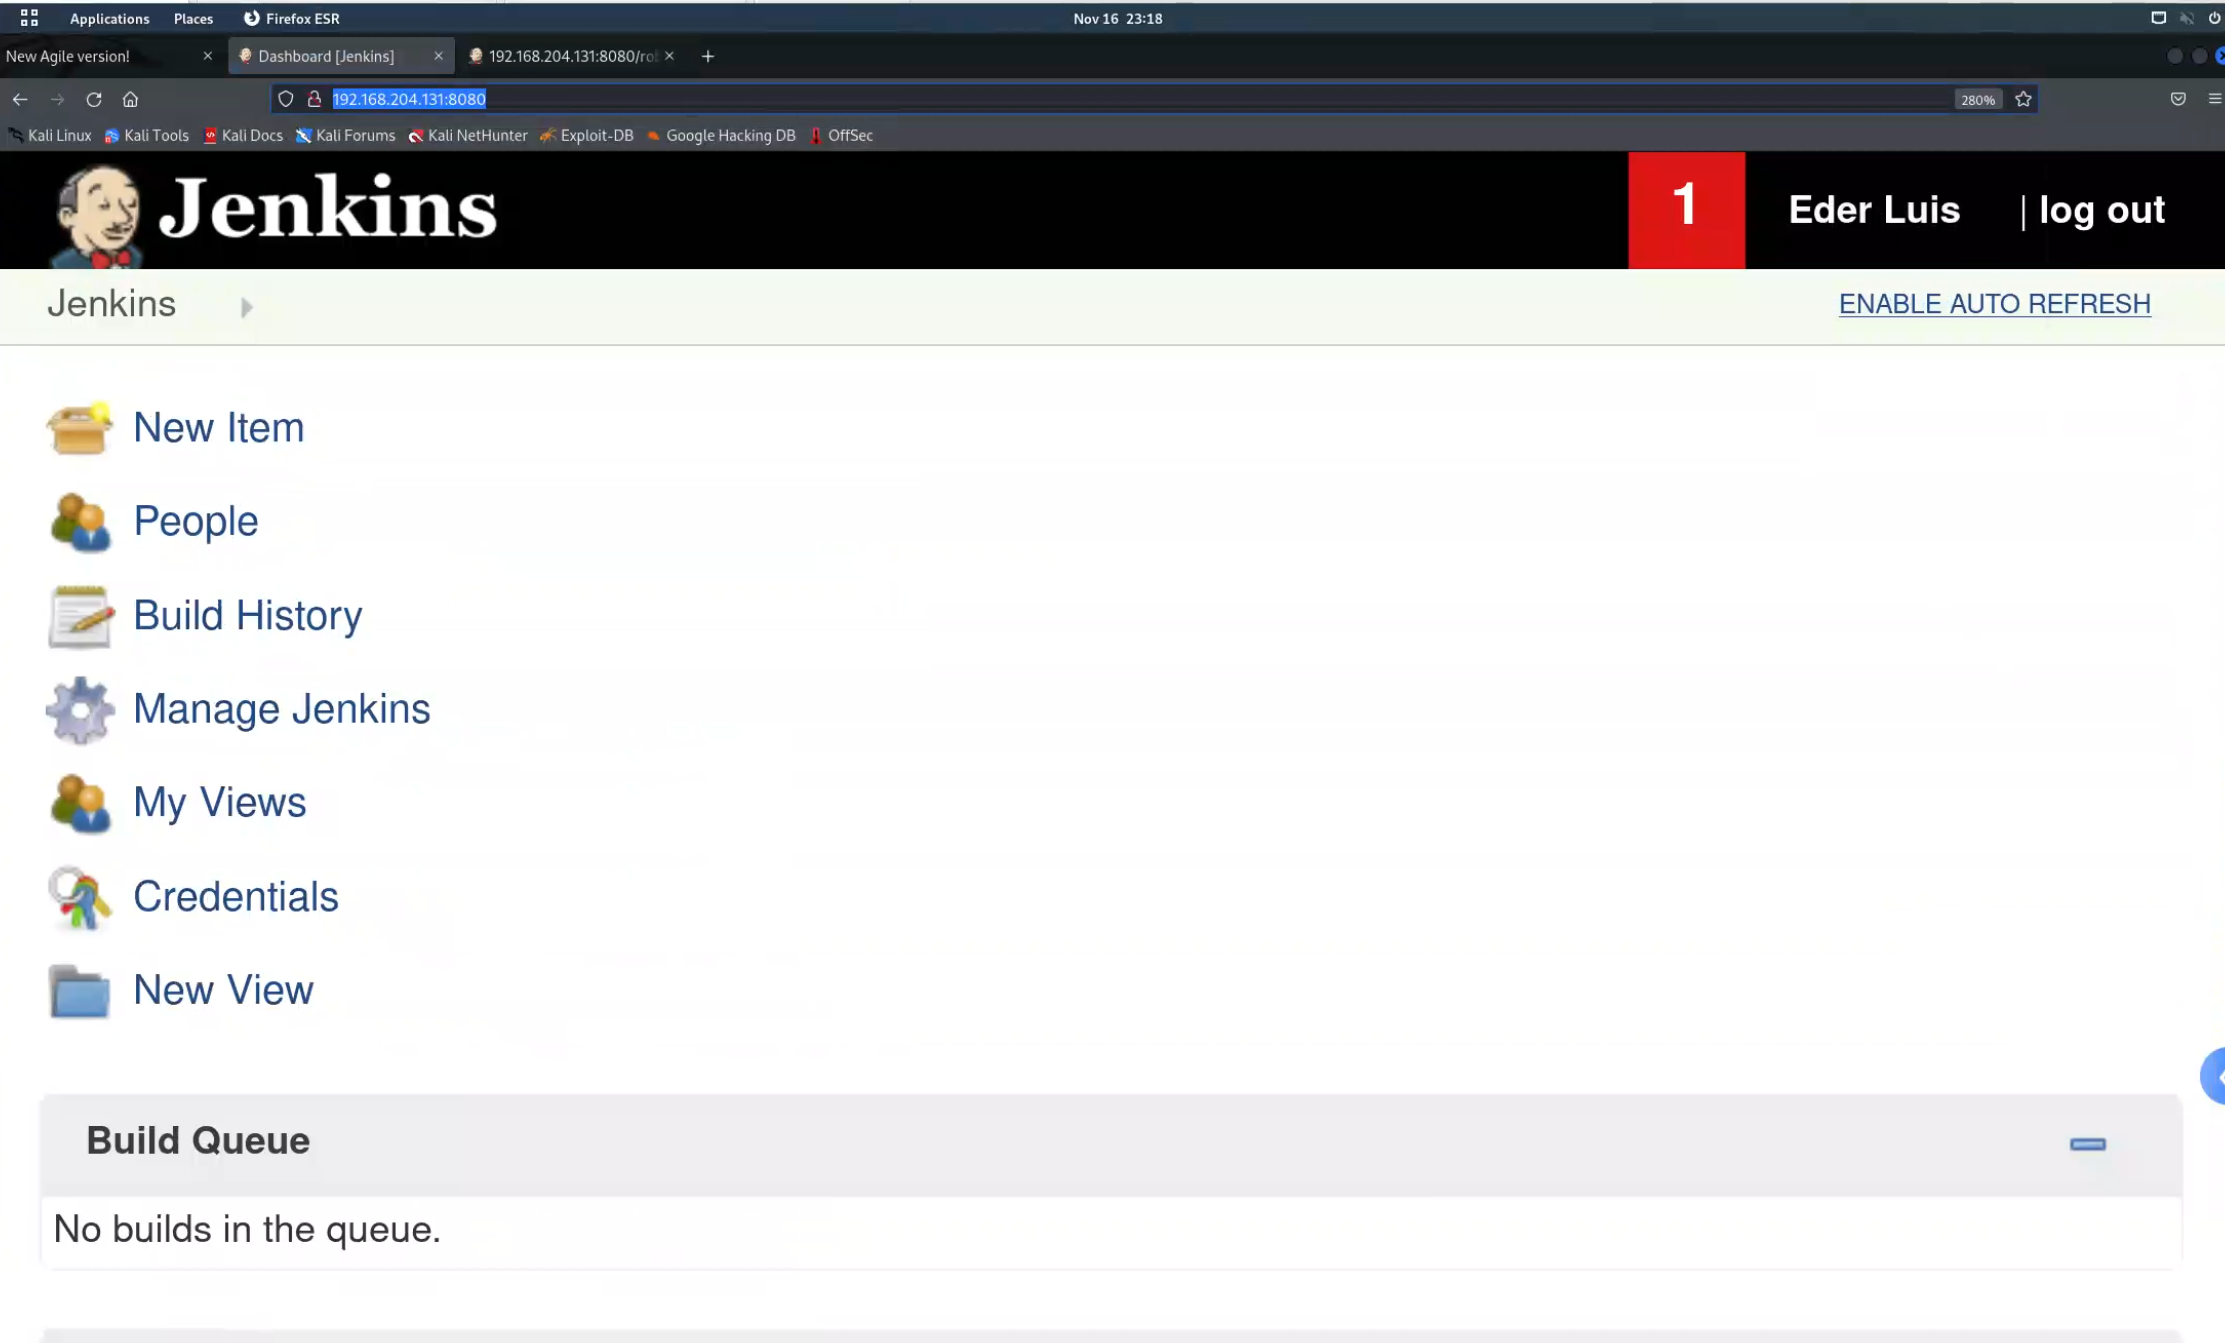 Applications Places Firefox ESR Nov 16 23:18
New Agile version! Dashboard [Jenkins] 192.168.204.131:8080/ro
192.168.204.131:8080 280%
Kali Linux Kali Tools Kali Docs Kali Forums Kali NetHunter Exploit-DB Google Hacking DB OffSec
Jenkins 1 Eder Luis | log out
Jenkins ENABLE AUTO REFRESH
New Item
People
Build History
Manage Jenkins
My Views
Credentials
New View
Build Queue
No builds in the queue.